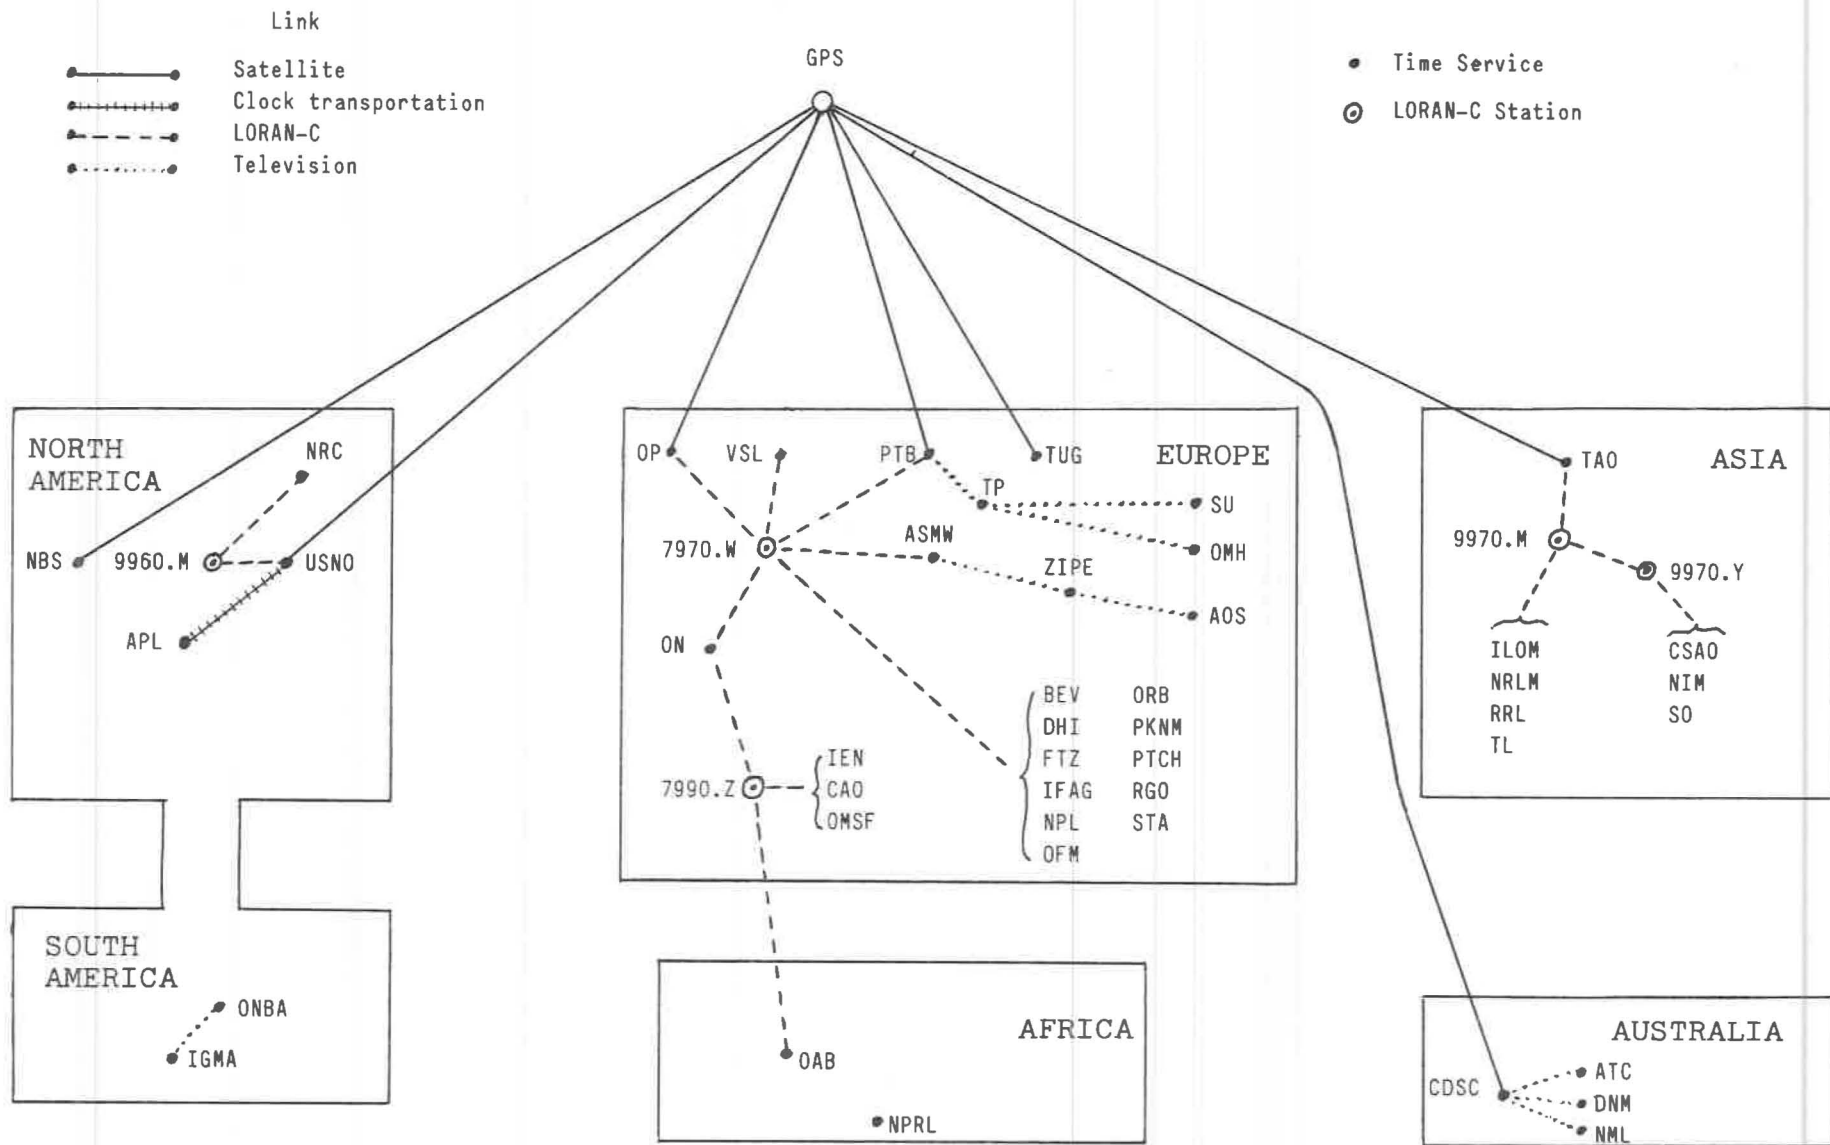 Link
Satellite
Clock transportation
LORAN-C
Television
GPS
Time Service
LORAN-C Station
NORTH
AMERICA
NRC
NBS
9960.M
USNO
APL
SOUTH
AMERICA
ONBA
IGMA
EUROPE
OP
VSL
PTB
TUG
TP
SU
OMH
7970.W
ASMW
ZIPE
AOS
ON
7990.Z
IEN
CAO
OMSF
BEV ORB
DHI PKNM
FTZ PTCH
IFAG RGO
NPL STA
OFM
AFRICA
OAB
NPRL
ASIA
TAO
9970.M
9970.Y
ILOM
NRLM
RRL
TL
CSAO
NIM
SO
AUSTRALIA
CDSC
ATC
DNM
NML